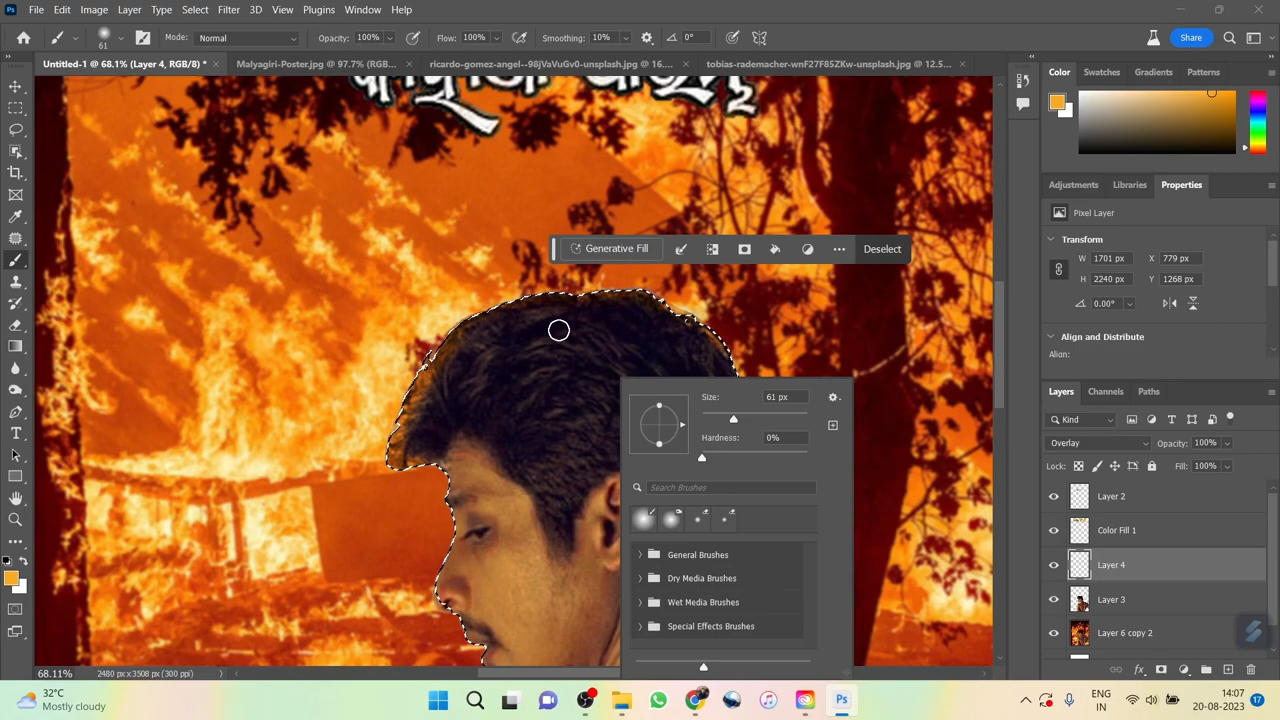 File Edit Image Layer Type Select Filter 3D View Plugins Window Help
61 Mode: Normal Opacity: 100% Flow: 100% Smoothing: 10% 0° Share
Untitled-1 @ 68.1% (Layer 4, RGB/8) * × Malyagiri-Poster.png @ 97.7% (RGB... × ricardo-gomez-angel--98jVaVuGv0-unsplash.jpg @ 16.... × tobias-rademacher-wnF27F85ZKw-unsplash.jpg @ 12.5... ×
Color Swatches Gradients Patterns
Adjustments Libraries Properties
Pixel Layer
Generative Fill Deselect
Transform
W 1701 px X 779 px
H 2240 px Y 1268 px
0.00°
Align and Distribute
Align:
Layers Channels Paths
Kind
Overlay Opacity: 100%
Lock: Fill: 100%
Layer 2
Color Fill 1
Layer 4
Layer 3
Layer 6 copy 2
Size: 61 px
Hardness: 0%
Search Brushes
General Brushes
Dry Media Brushes
Wet Media Brushes
Special Effects Brushes
68.11% 2480 px x 3508 px (300 ppi)
32°C
Mostly cloudy
ENG
IN
14:07
20-08-2023
17